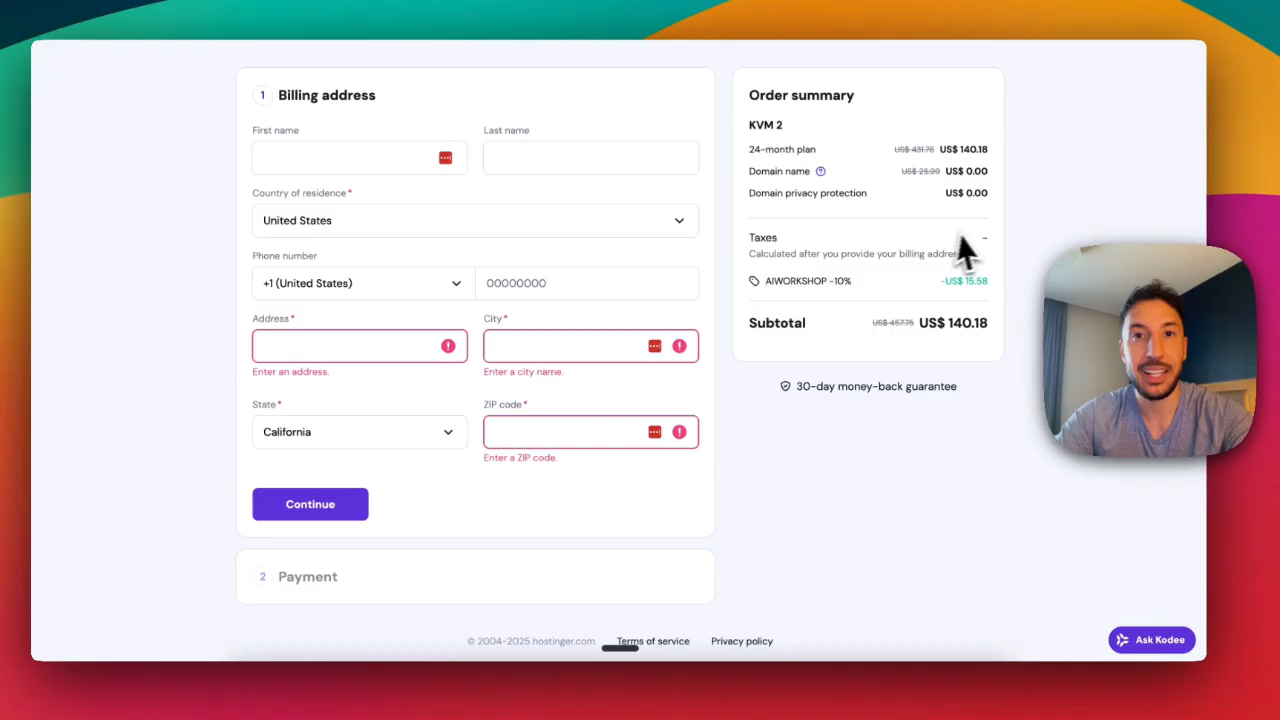 1 Billing address
First name Last name
Country of residence*
United States
Phone number
+1 (United States) 00000000
Address* City*
Enter an address. Enter a city name.
State* ZIP code*
California
Enter a ZIP code.
Continue
2 Payment
Order summary
KVM 2
24-month plan US$ 431.76 US$ 140.18
Domain name US$ 25.99 US$ 0.00
Domain privacy protection US$ 0.00
Taxes -
Calculated after you provide your billing
AIWORKSHOP -10% -US$ 15.58
Subtotal US$ 457.75 US$ 140.18
30-day money-back guarantee
© 2004-2025 hostinger.com Terms of service Privacy policy
Ask Kodee